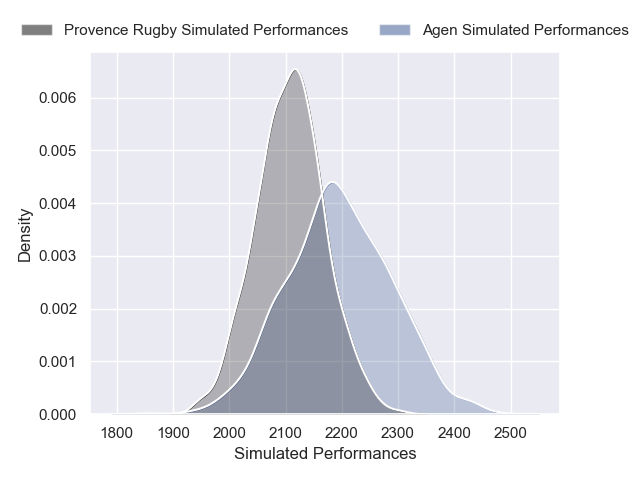 Provence Rugby Simulated Performances Agen Simulated Performances
0.006
0.005
0.004
0.003
0.002
0.001
0.000
Density
1800 1900 2000 2100 2200 2300 2400 2500
Simulated Performances